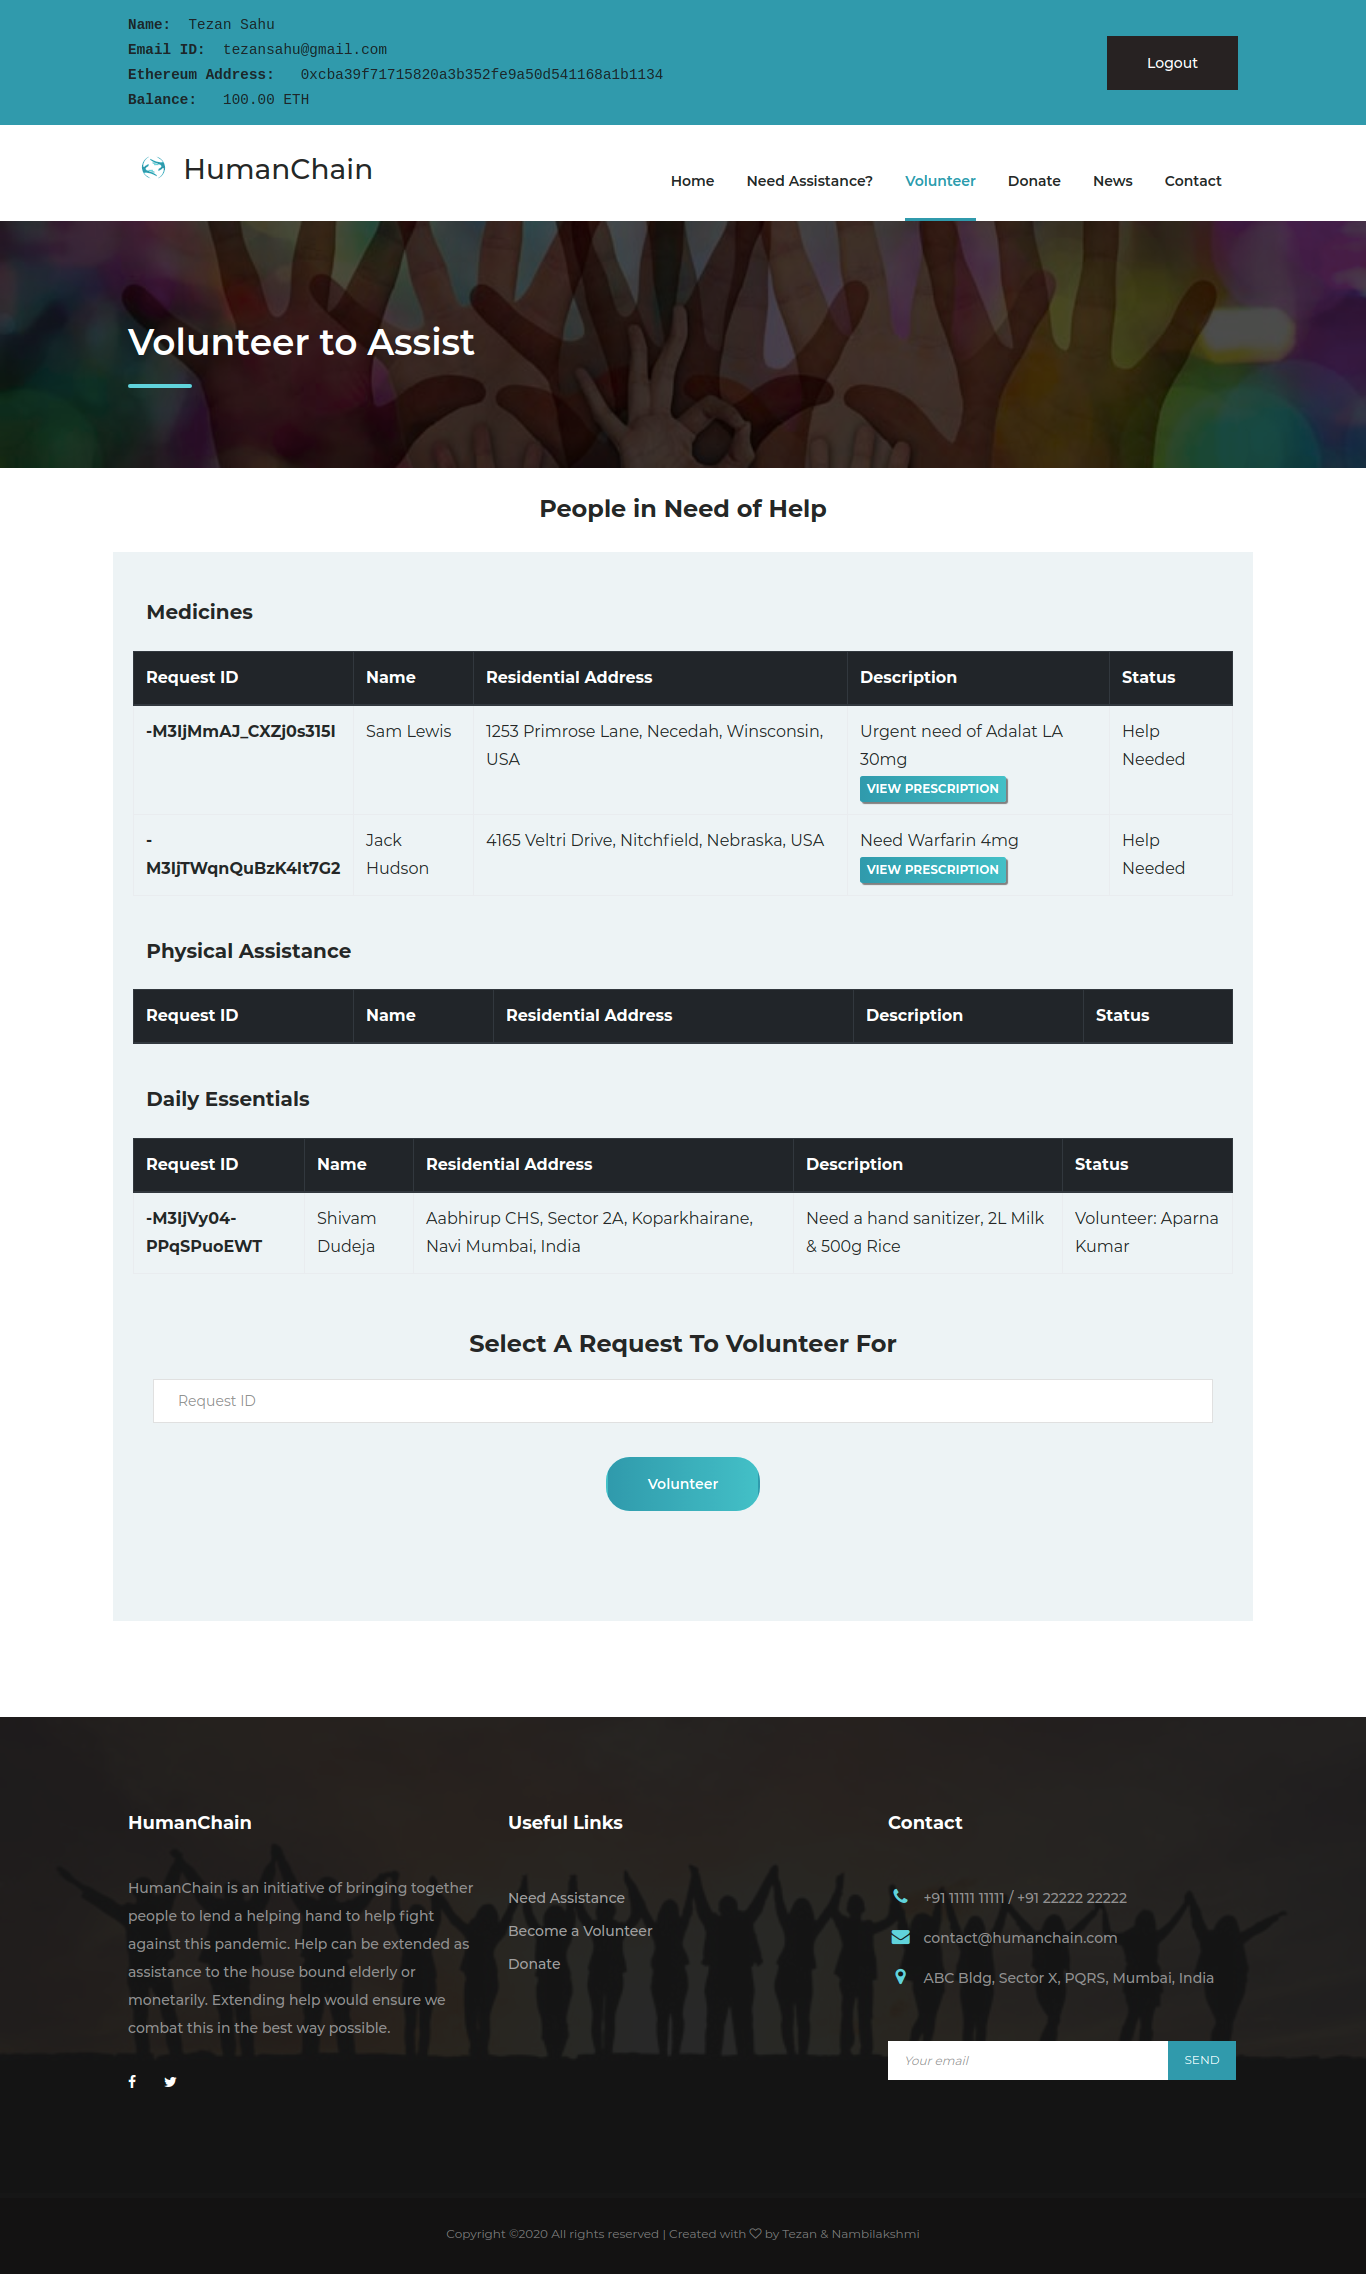 Name: Tezan Sahu
Email ID: tezansahu@gmail.com
Ethereum Address: 0xcba39f71715820a3b352fe9a50d541168a1b1134
Balance: 100.00 ETH
Logout
HumanChain
Home Need Assistance? Volunteer Donate News Contact
Volunteer to Assist
People in Need of Help
Medicines
Request ID Name Residential Address Description Status
-M3IjMmAJ_CXZj0s315I Sam Lewis 1253 Primrose Lane, Necedah, Winsconsin, Urgent need of Adalat LA Help
USA 30mg Needed
VIEW PRESCRIPTION
- Jack 4165 Veltri Drive, Nitchfield, Nebraska, USA Need Warfarin 4mg Help
M3IjTWqnQuBzK4It7G2 Hudson VIEW PRESCRIPTION Needed
Physical Assistance
Request ID Name Residential Address Description Status
Daily Essentials
Request ID Name Residential Address Description Status
-M3IjVy04- Shivam Aabhirup CHS, Sector 2A, Koparkhairane, Need a hand sanitizer, 2L Milk Volunteer: Aparna
PPqSPuoEWT Dudeja Navi Mumbai, India & 500g Rice Kumar
Select A Request To Volunteer For
Request ID
Volunteer
HumanChain
HumanChain is an initiative of bringing together
people to lend a helping hand to help fight
against this pandemic. Help can be extended as
assistance to the house bound elderly or
monetarily. Extending help would ensure we
combat this in the best way possible.
Useful Links
Need Assistance
Become a Volunteer
Donate
Contact
+91 11111 11111 / +91 22222 22222
contact@humanchain.com
ABC Bldg, Sector X, PQRS, Mumbai, India
Your email SEND
Copyright ©2020 All rights reserved | Created with ♡ by Tezan & Nambilakshmi